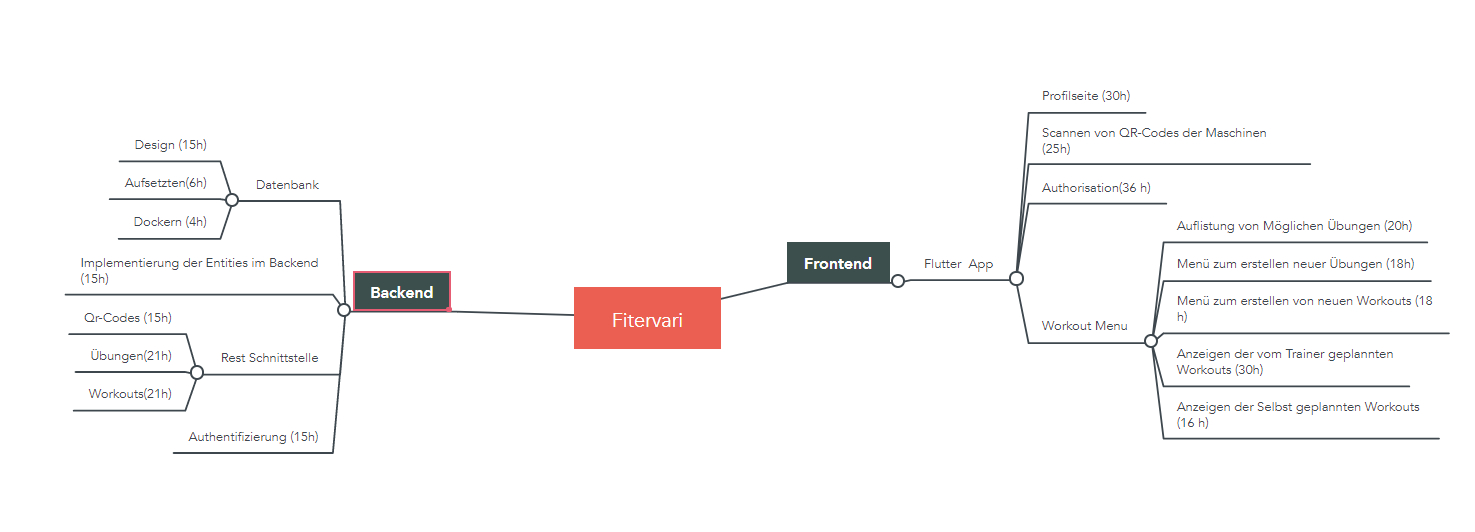 Fitervari
Backend
Datenbank
Design (15h)
Aufsetzten(6h)
Dockern (4h)
Implementierung der Entities im Backend
(15h)
Rest Schnittstelle
Qr-Codes (15h)
Übungen(21h)
Workouts(21h)
Authentifizierung (15h)
Frontend
Flutter App
Profilseite (30h)
Scannen von QR-Codes der Maschinen
(25h)
Authorisation(36 h)
Workout Menu
Auflistung von Möglichen Übungen (20h)
Menü zum erstellen neuer Übungen (18h)
Menü zum erstellen von neuen Workouts (18
h)
Anzeigen der vom Trainer geplannten
Workouts (30h)
Anzeigen der Selbst geplannten Workouts
(16 h)